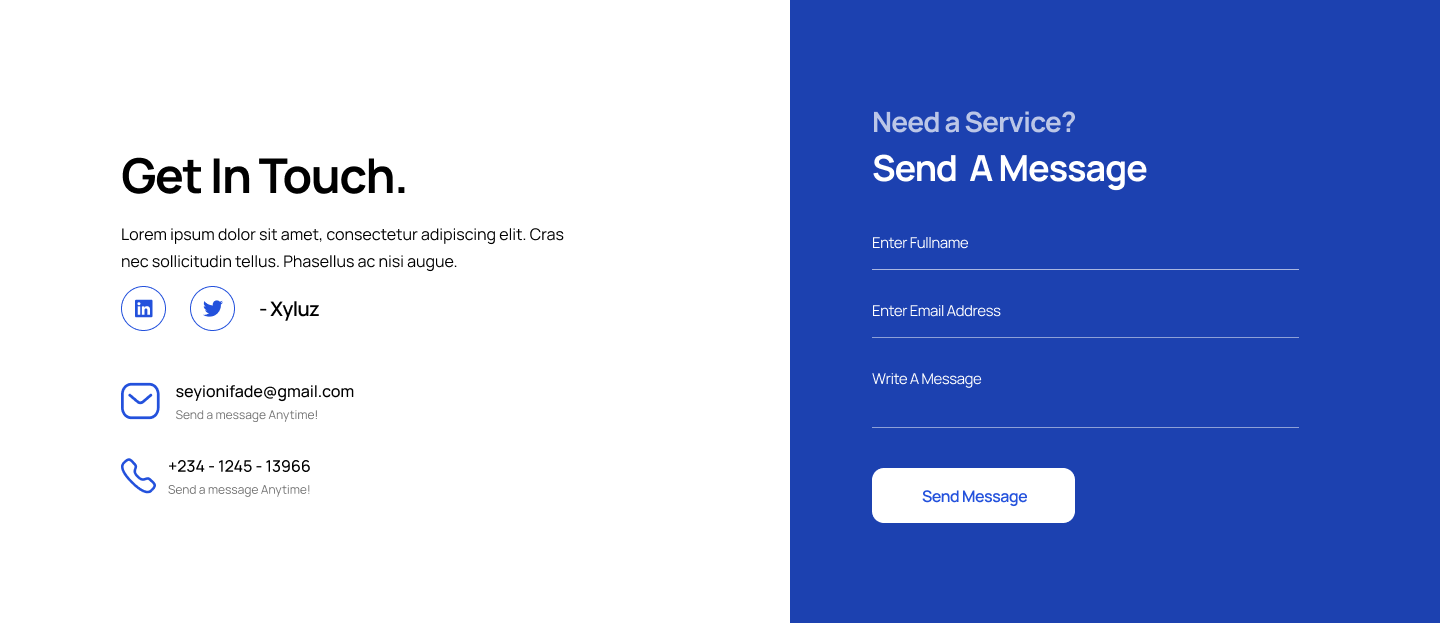 Get In Touch.
Lorem ipsum dolor sit amet, consectetur adipiscing elit. Cras
nec sollicitudin tellus. Phasellus ac nisi augue.
in
- Xyluz
seyionifade@gmail.com
Send a message Anytime!
+234 - 1245 - 13966
Send a message Anytime!
Need a Service?
Send  A Message
Enter Fullname
Enter Email Address
Write A Message
Send Message